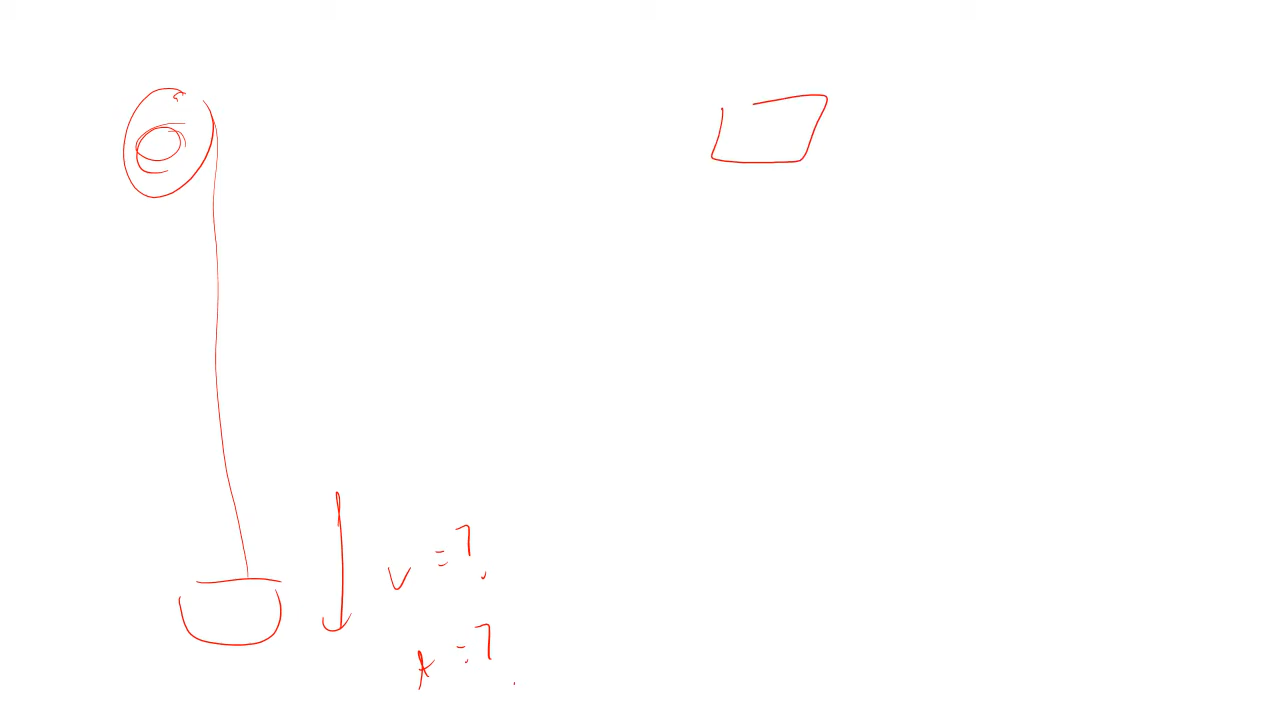 v = ?
t = ?